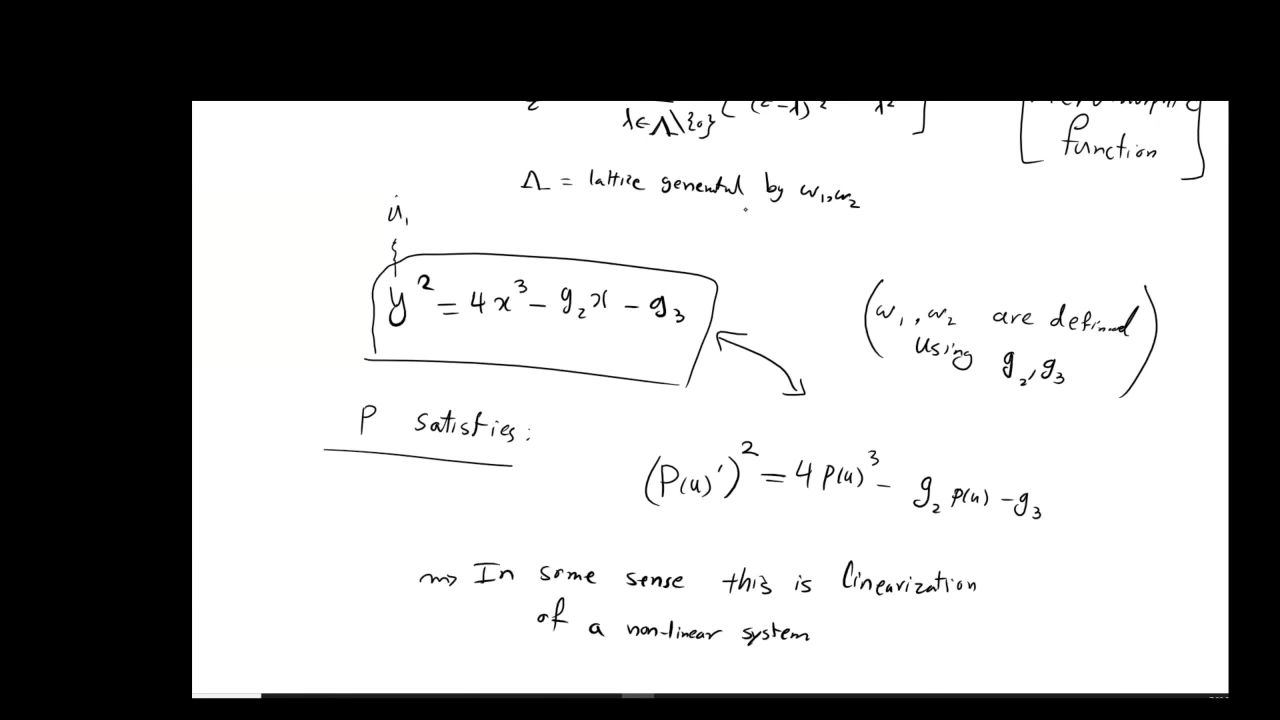 λ∈Λ\{0}
function
Λ = lattice generated by ω₁,ω₂
u̇₁
y² = 4x³ - g₂x - g₃
(ω₁, ω₂ are defined
using g₂, g₃)
P satisfies:
(P(u)')² = 4 P(u)³ - g₂ P(u) - g₃
⇝ In some sense this is linearization
of a non-linear system